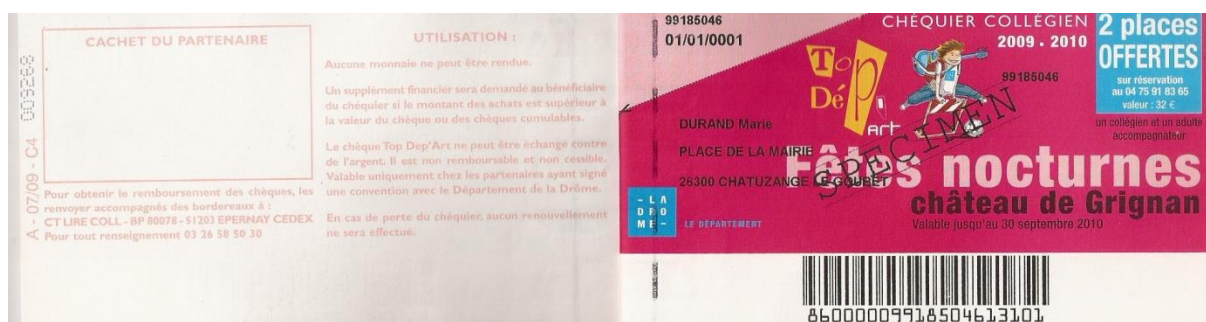 A - 07/09 - C4 009268
CACHET DU PARTENAIRE
Pour obtenir le remboursement des chèques, les
renvoyer accompagnés des bordereaux à :
CT LIRE COLL - BP 80078 - 51203 EPERNAY CEDEX
Pour tout renseignement 03 26 58 50 30
UTILISATION :
Aucune monnaie ne peut être rendue.
Un supplément financier sera demandé au bénéficiaire
du chéquier si le montant des achats est supérieur à
la valeur du chèque ou des chèques cumulables.
Le chèque Top Dep'Art ne peut être échangé contre
de l'argent. Il est non remboursable et non cessible.
Valable uniquement chez les partenaires ayant signé
une convention avec le Département de la Drôme.
En cas de perte du chéquier, aucun renouvellement
ne sera effectué.
99185046
01/01/0001
CHÉQUIER COLLÉGIEN
2009 - 2010
2 places
OFFERTES
sur réservation
au 04 75 91 83 65
valeur : 32 €
un collégien et un adulte
accompagnateur
Top
Dép
Art
99185046
SPECIMEN
DURAND Marie
PLACE DE LA MAIRIE
26300 CHATUZANGE LE GOUBET
Fêtes nocturnes
château de Grignan
Valable jusqu'au 30 septembre 2010
- LA
DRO
ME -
LE DÉPARTEMENT
86000009918504613101